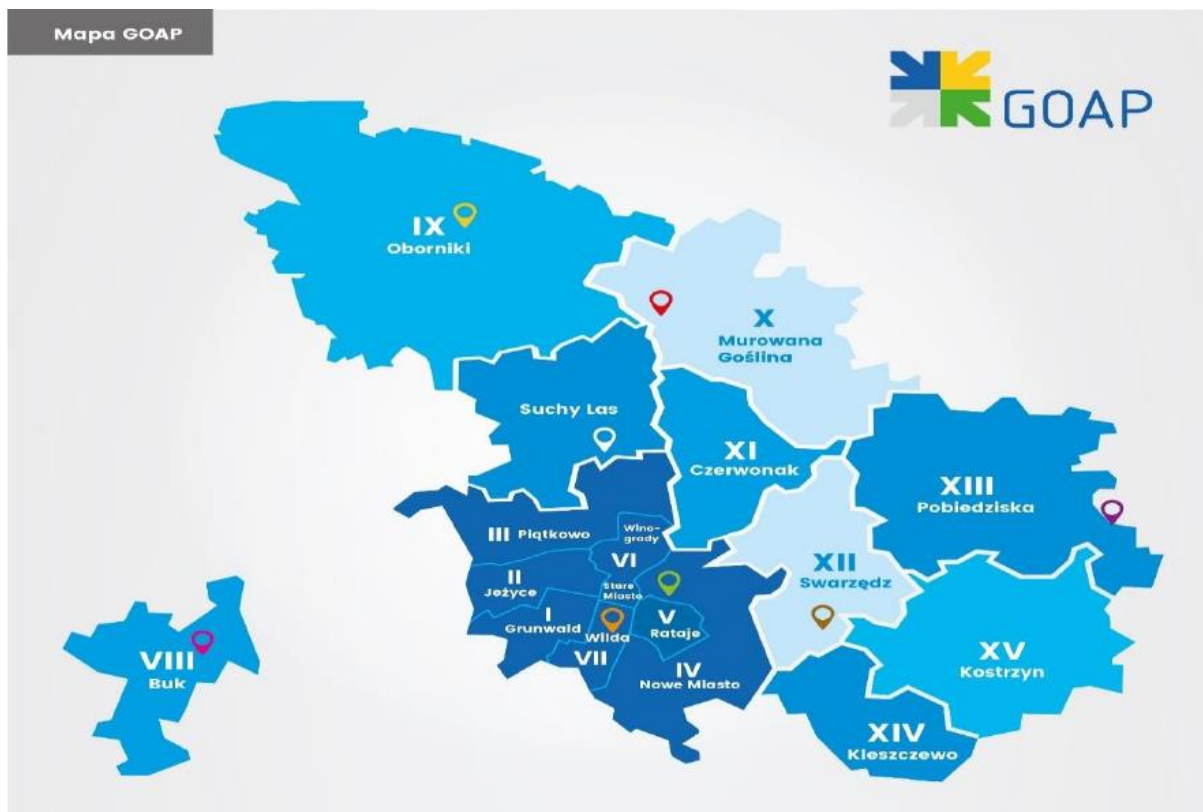 Mapa GOAP
GOAP
IX
Oborniki
X
Murowana
Goślina
Suchy Las
XI
Czerwonak
XIII
Pobiedziska
III Piątkowo
Wino-
grady
VI
XII
Swarzędz
II
Jeżyce
Stare
Miasto
I
Grunwald
Wilda
V
Rataje
VII
IV
Nowe Miasto
VIII
Buk
XV
Kostrzyn
XIV
Kleszczewo